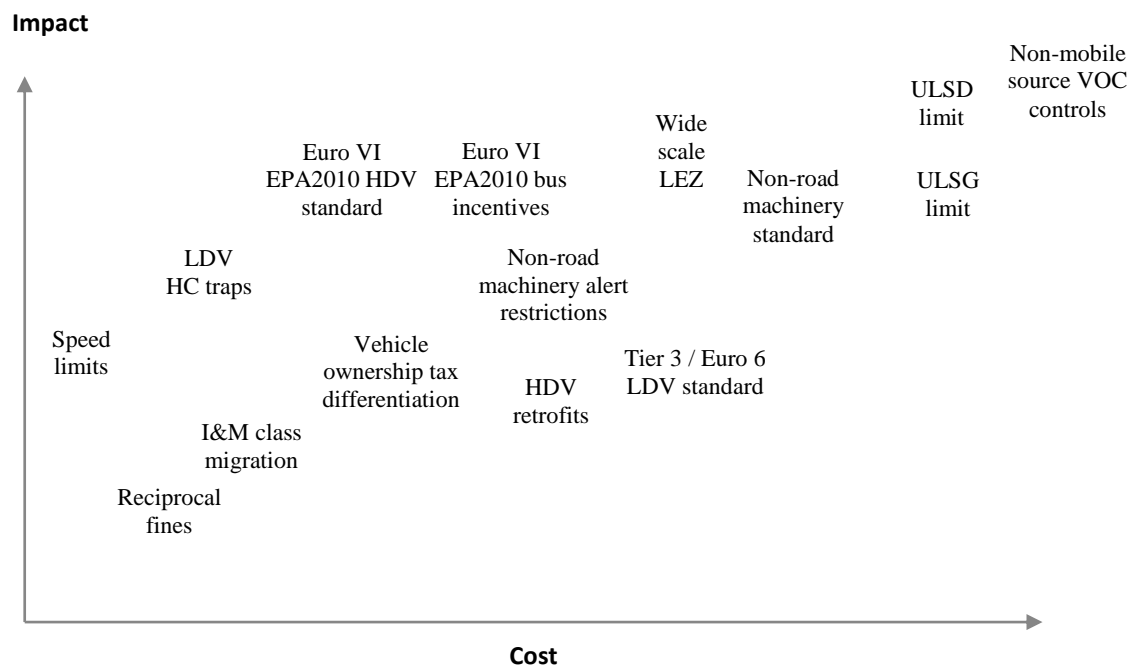 Impact
Non-mobile
source VOC
controls
ULSD
limit
Wide
scale
LEZ
Euro VI
EPA2010 HDV
standard
Euro VI
EPA2010 bus
incentives
Non-road
machinery
standard
ULSG
limit
LDV
HC traps
Non-road
machinery alert
restrictions
Speed
limits
Vehicle
ownership tax
differentiation
HDV
retrofits
Tier 3 / Euro 6
LDV standard
I&M class
migration
Reciprocal
fines
Cost